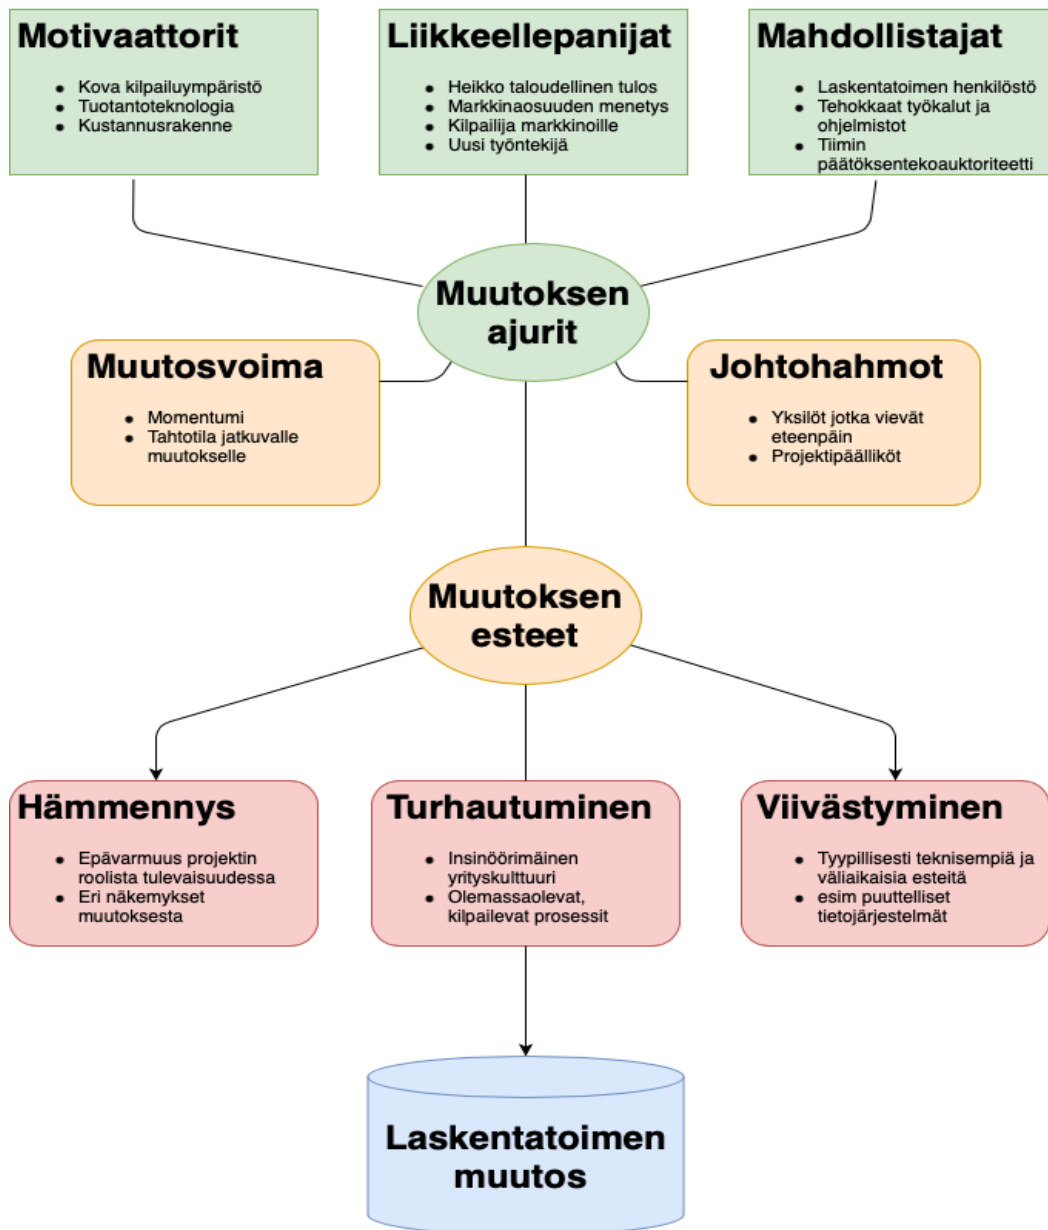 Motivaattorit
Kova kilpailuympäristö
Tuotantoteknologia
Kustannusrakenne
Liikkeellepanijat
Heikko taloudellinen tulos
Markkinaosuuden menetys
Kilpailija markkinoille
Uusi työntekijä
Mahdollistajat
Laskentatoimen henkilöstö
Tehokkaat työkalut ja
ohjelmistot
Tiimin
päätöksentekoauktoriteetti
Muutoksen
ajurit
Muutosvoima
Momentumi
Tahtotila jatkuvalle
muutokselle
Johtohahmot
Yksilöt jotka vievät
eteenpäin
Projektipäälliköt
Muutoksen
esteet
Hämmennys
Epävarmuus projektin
roolista tulevaisuudessa
Eri näkemykset
muutoksesta
Turhautuminen
Insinöörimäinen
yrityskulttuuri
Olemassaolevat,
kilpailevat prosessit
Viivästyminen
Tyypillisesti teknisempiä ja
väliaikaisia esteitä
esim puuttelliset
tietojärjestelmät
Laskentatoimen
muutos